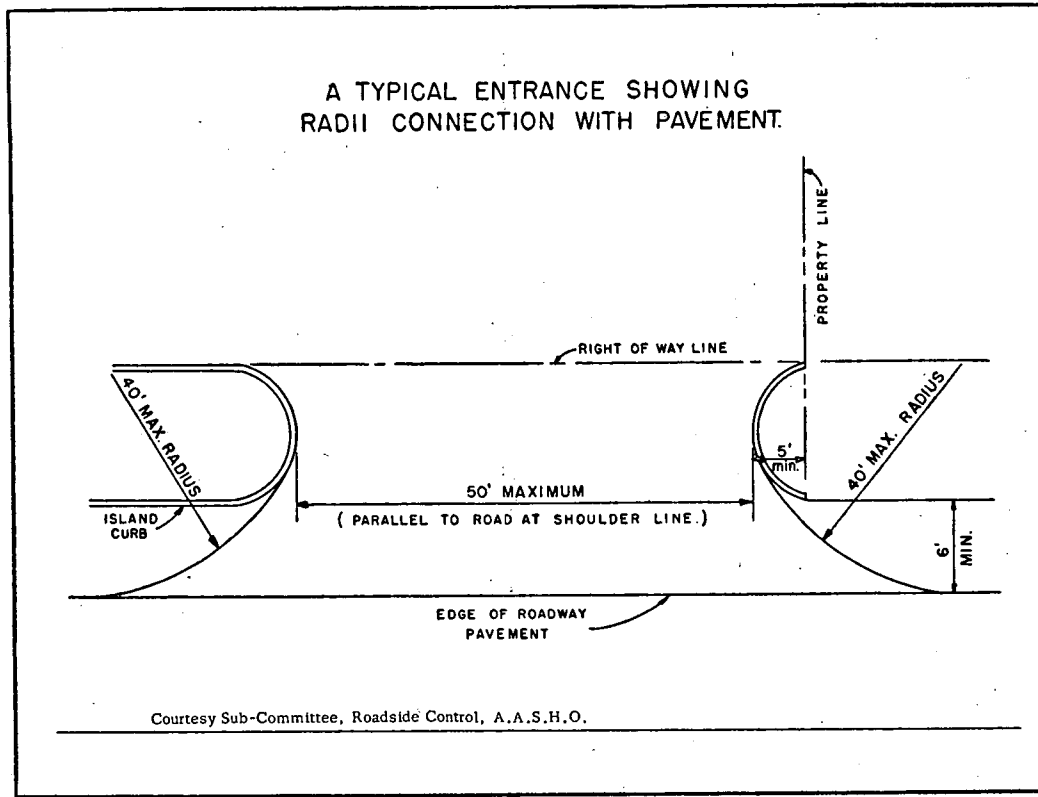 A TYPICAL ENTRANCE SHOWING
RADII CONNECTION WITH PAVEMENT.
PROPERTY LINE
RIGHT OF WAY LINE
40' MAX. RADIUS
40' MAX. RADIUS
5'
min.
50' MAXIMUM
( PARALLEL TO ROAD AT SHOULDER LINE.)
ISLAND
CURB
6'
MIN.
EDGE OF ROADWAY
PAVEMENT
Courtesy Sub-Committee, Roadside Control, A.A.S.H.O.